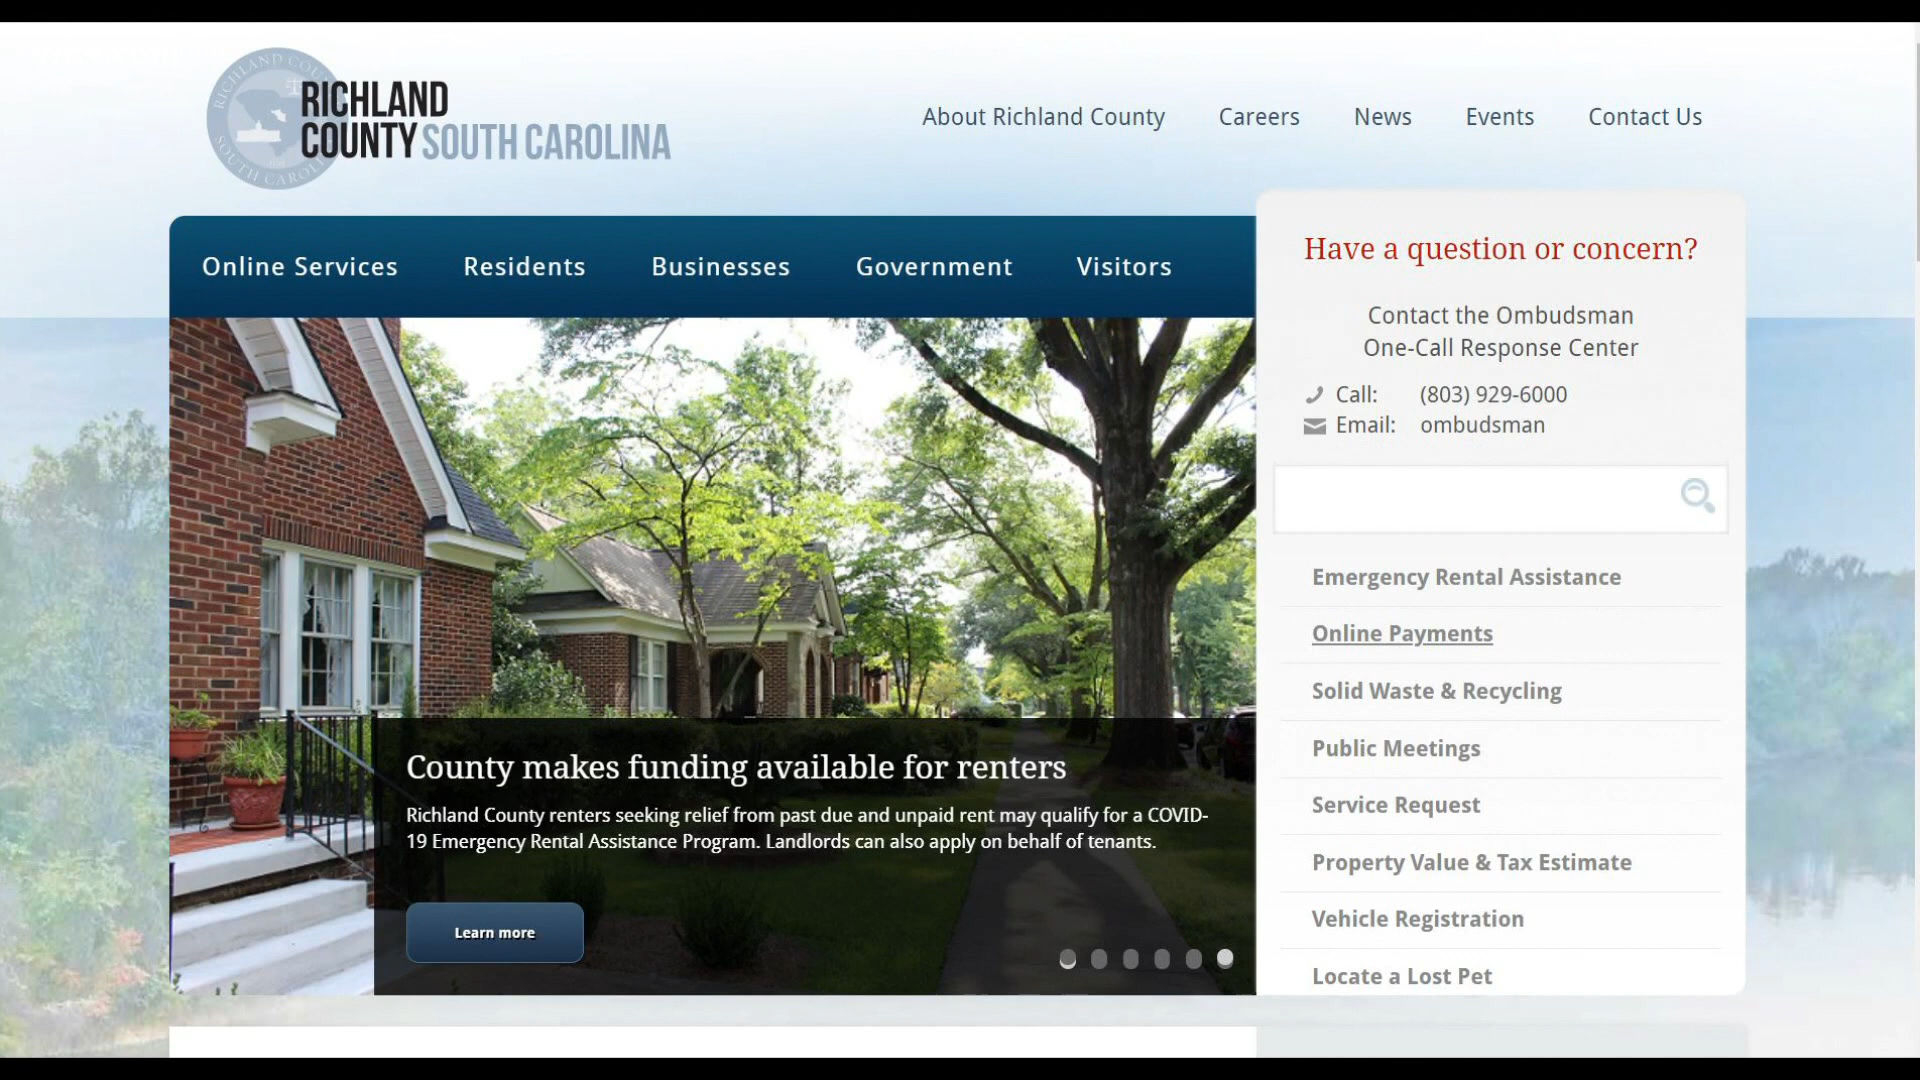 RICHLAND COUNTY
SOUTH CAROLINA
RICHLAND
COUNTY SOUTH CAROLINA
About Richland County
Careers
News
Events
Contact Us
Online Services
Residents
Businesses
Government
Visitors
Have a question or concern?
Contact the Ombudsman
One-Call Response Center
Call: (803) 929-6000
Email: ombudsman
Emergency Rental Assistance
Online Payments
Solid Waste & Recycling
Public Meetings
Service Request
Property Value & Tax Estimate
Vehicle Registration
Locate a Lost Pet
County makes funding available for renters
Richland County renters seeking relief from past due and unpaid rent may qualify for a COVID-
19 Emergency Rental Assistance Program. Landlords can also apply on behalf of tenants.
Learn more